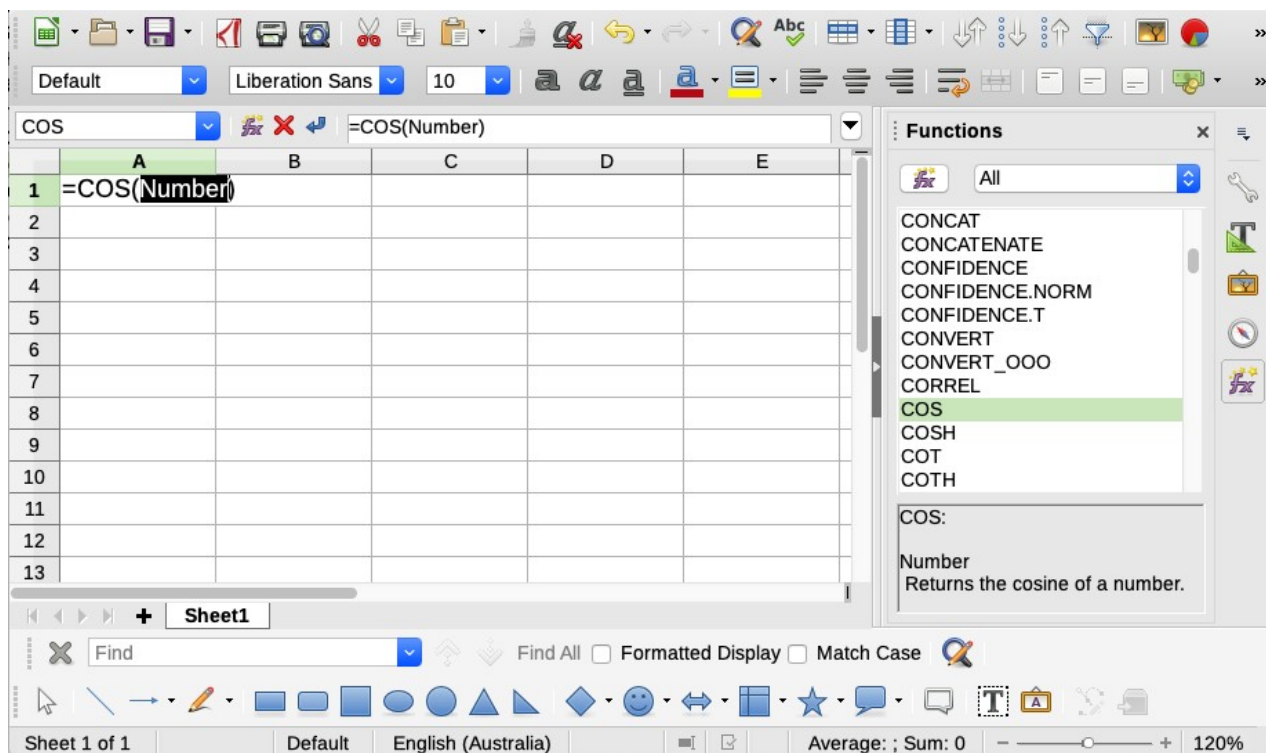 Abc
»
Default
Liberation Sans
10
a a a a
»
COS
=COS(Number)
Functions
A B C D E
1 =COS(Number)
2
3
4
5
6
7
8
9
10
11
12
13
All
CONCAT
CONCATENATE
CONFIDENCE
CONFIDENCE.NORM
CONFIDENCE.T
CONVERT
CONVERT_OOO
CORREL
COS
COSH
COT
COTH
COS:
Number
Returns the cosine of a number.
Sheet1
Find
Find All Formatted Display Match Case
Sheet 1 of 1 Default English (Australia) Average: ; Sum: 0 120%